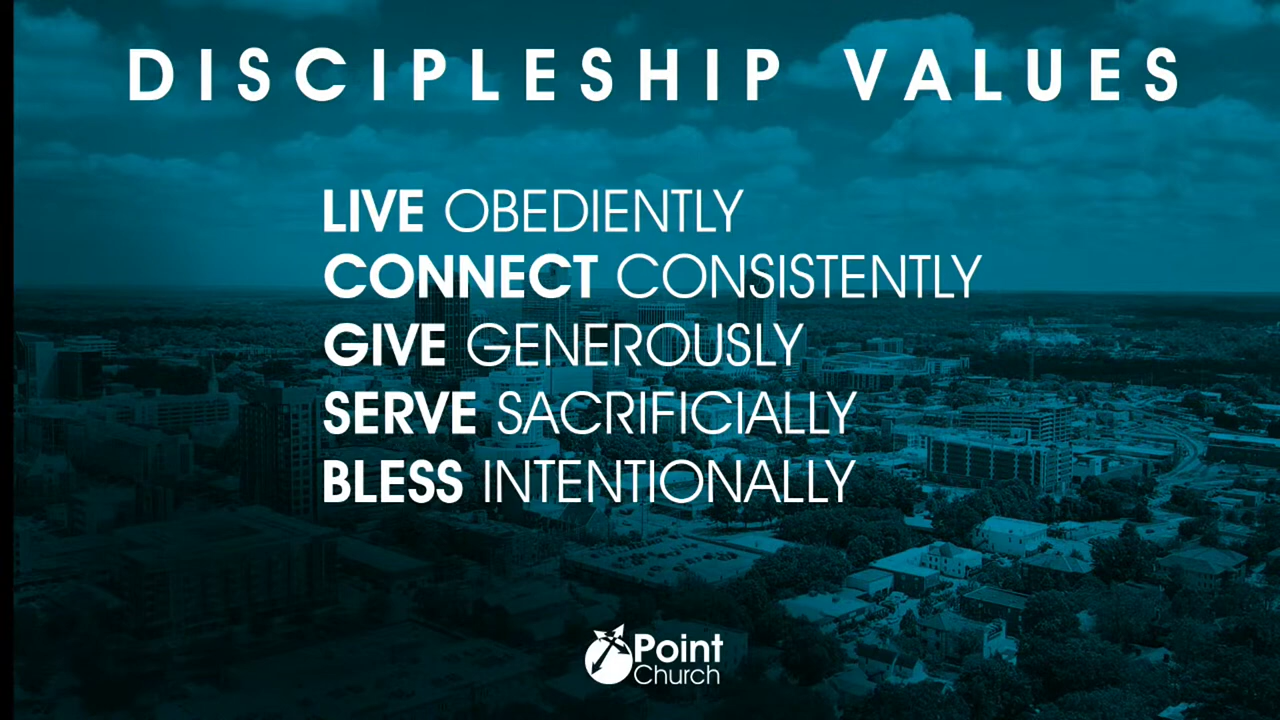 DISCIPLESHIP VALUES
LIVE OBEDIENTLY
CONNECT CONSISTENTLY
GIVE GENEROUSLY
SERVE SACRIFICIALLY
BLESS INTENTIONALLY
Point
Church